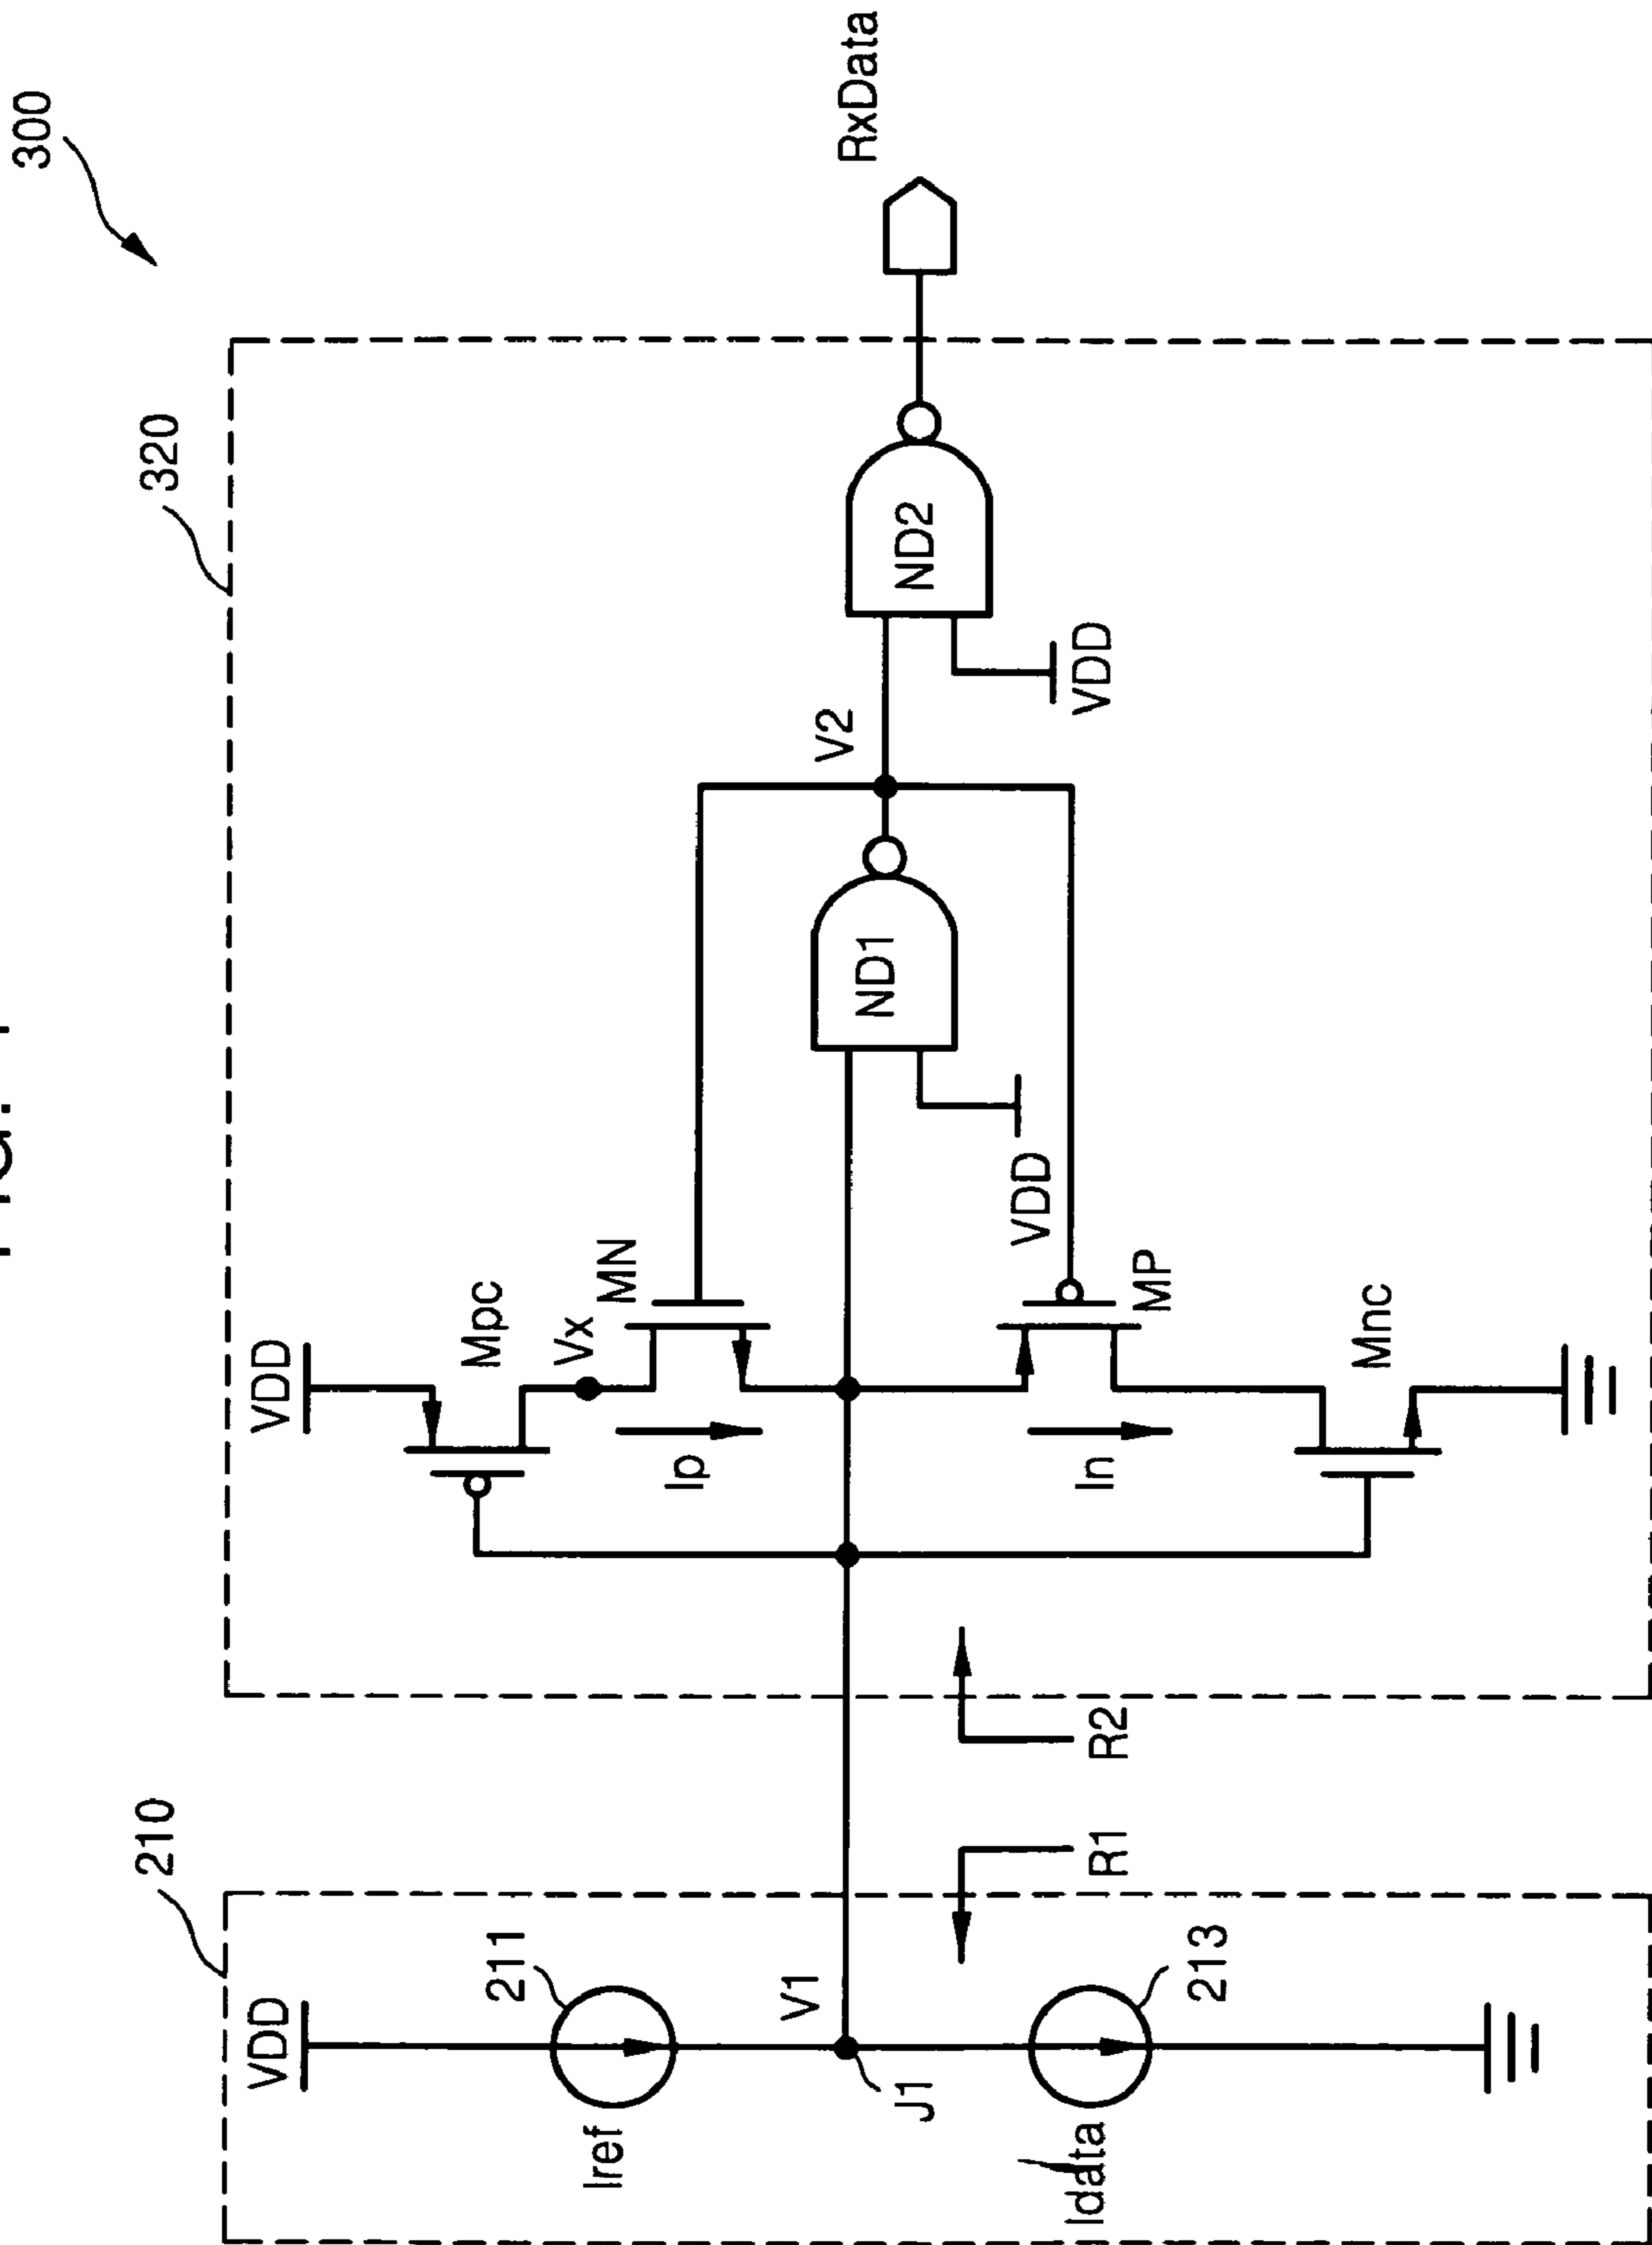 300
210
320
VDD
211
Iref
V1
J1
Idata
213
R1
R2
VDD
Mpc
Vx
MN
Ip
In
MP
Mnc
VDD
ND1
V2
ND2
VDD
RxData